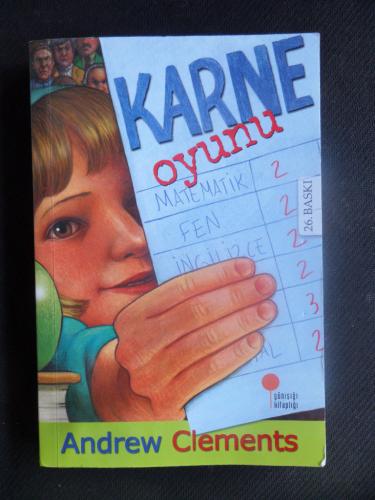 KARNE
oyunu
MATEMATİK 2
FEN 2
İNGİLİZCE 2
2
3
2
26. BASKI
günışığı
kitaplığı
Andrew Clements